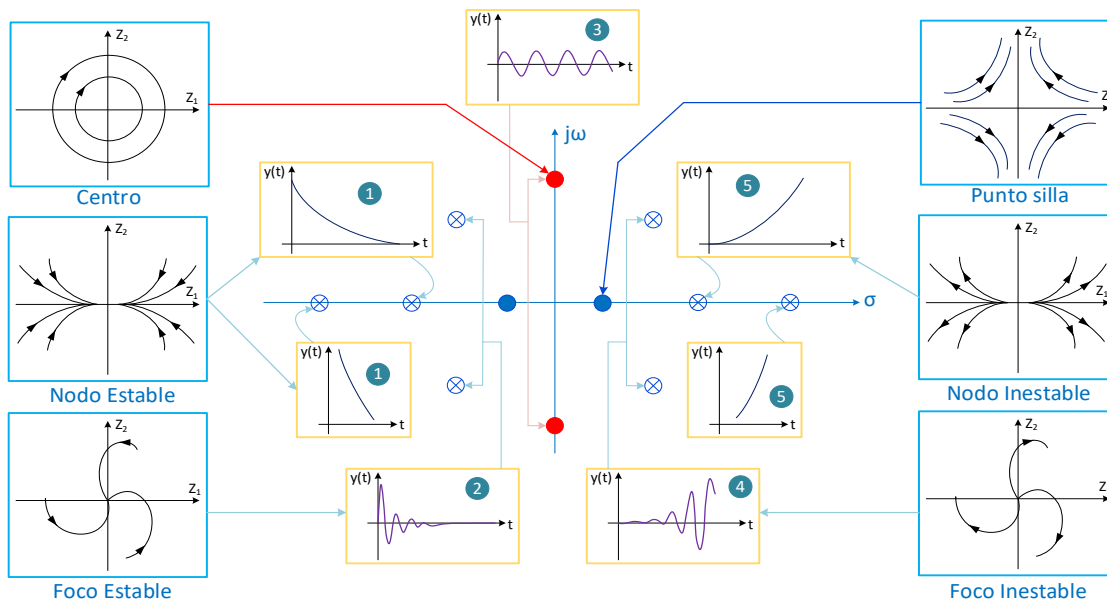 Z₂
Z₁
Centro
y(t)
3
t
Z₂
Z
Punto silla
jω
σ
y(t)
1
t
y(t)
5
t
Z₂
Z₁
Nodo Estable
y(t)
1
t
y(t)
5
t
Z₂
Z₁
Nodo Inestable
Z₂
Z₁
Foco Estable
y(t)
2
t
y(t)
4
t
Z₂
Z₁
Foco Inestable